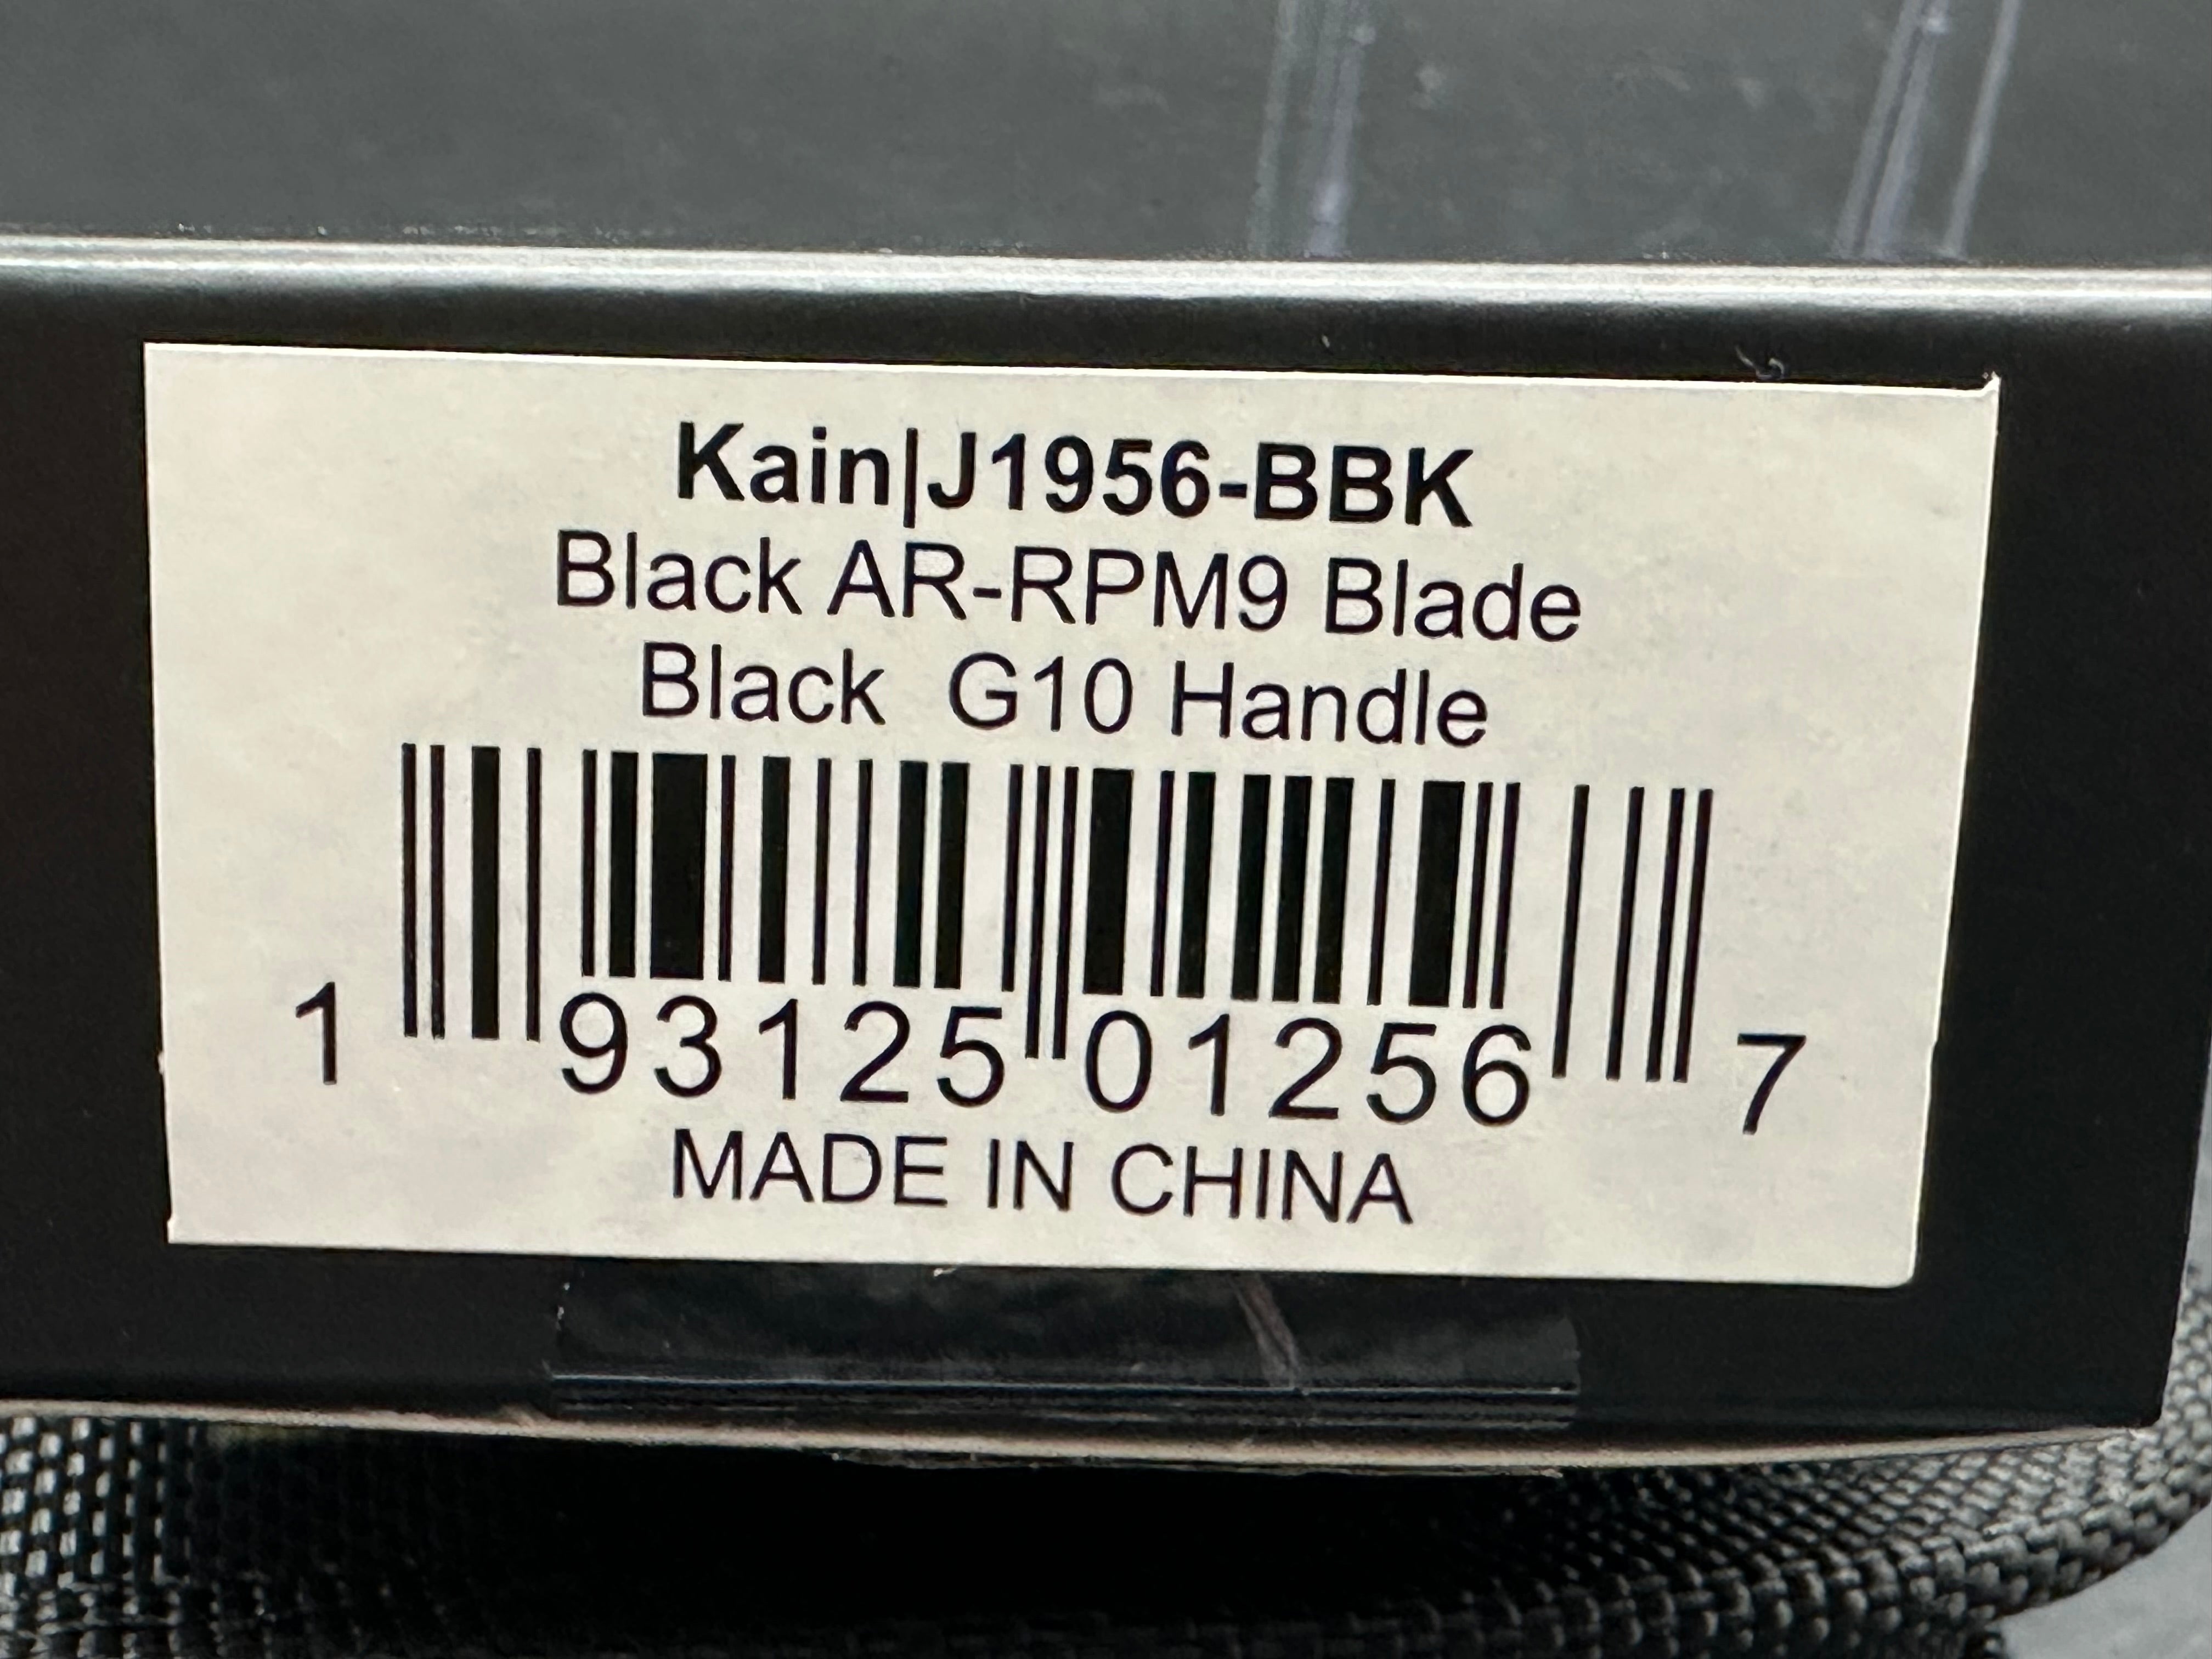 Kain|J1956-BBK
Black AR-RPM9 Blade
Black G10 Handle
1 93125 01256 7
MADE IN CHINA